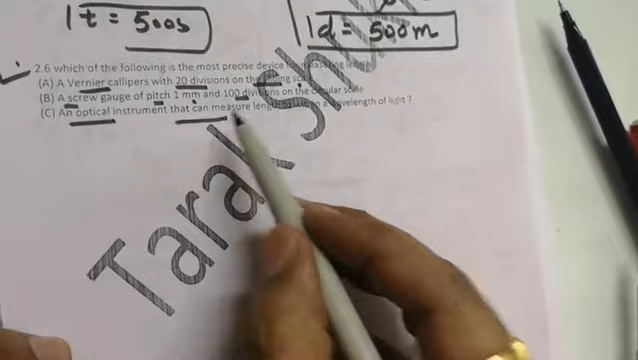 t = 500s
d = 500m
2.6 which of the following is the most precise device for measuring length
(A) A Vernier callipers with 20 divisions on the sliding scale
(B) A screw gauge of pitch 1 mm and 100 divisions on the circular scale
(C) An optical instrument that can measure length to within a wavelength of light ?
Tarak